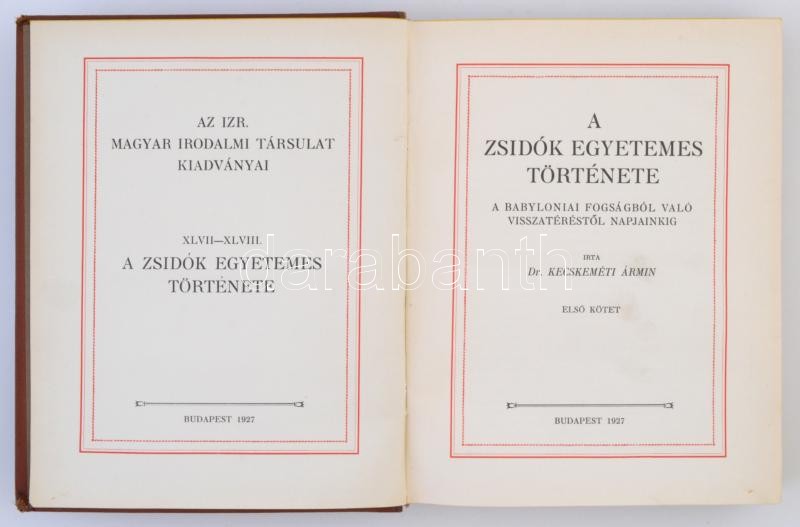 AZ IZR.
MAGYAR IRODALMI TÁRSULAT
KIADVÁNYAI
XLVII—XLVIII.
A ZSIDÓK EGYETEMES
TÖRTÉNETE
BUDAPEST 1927
A
ZSIDÓK EGYETEMES
TÖRTÉNETE
A BABYLONIAI FOGSÁGBÓL VALÓ
VISSZATÉRÉSTŐL NAPJAINKIG
IRTA
Dr. KECSKEMÉTI ÁRMIN
ELSŐ KÖTET
BUDAPEST 1927
darabanth